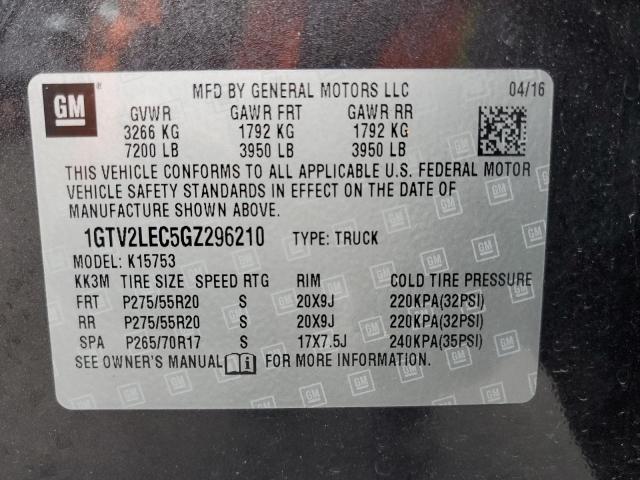 GM
MFD BY GENERAL MOTORS LLC 04/16
GVWR GAWR FRT GAWR RR
3266 KG 1792 KG 1792 KG
7200 LB 3950 LB 3950 LB
THIS VEHICLE CONFORMS TO ALL APPLICABLE U.S. FEDERAL MOTOR
VEHICLE SAFETY STANDARDS IN EFFECT ON THE DATE OF
MANUFACTURE SHOWN ABOVE.
1GTV2LEC5GZ296210 TYPE: TRUCK
MODEL: K15753
KK3M TIRE SIZE SPEED RTG RIM COLD TIRE PRESSURE
FRT P275/55R20 S 20X9J 220KPA(32PSI)
RR P275/55R20 S 20X9J 220KPA(32PSI)
SPA P265/70R17 S 17X7.5J 240KPA(35PSI)
SEE OWNER'S MANUAL FOR MORE INFORMATION.